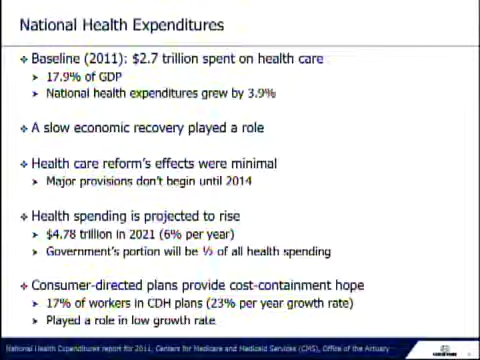 National Health Expenditures
Baseline (2011): $2.7 trillion spent on health care
17.9% of GDP
National health expenditures grew by 3.9%
A slow economic recovery played a role
Health care reform's effects were minimal
Major provisions don't begin until 2014
Health spending is projected to rise
$4.78 trillion in 2021 (6% per year)
Government's portion will be ½ of all health spending
Consumer-directed plans provide cost-containment hope
17% of workers in CDH plans (23% per year growth rate)
Played a role in low growth rate
National Health Expenditures report for 2011, Centers for Medicare and Medicaid Services (CMS), Office of the Actuary